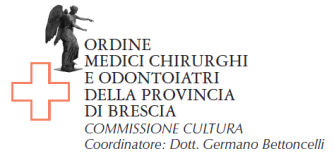 ORDINE
MEDICI CHIRURGHI
E ODONTOIATRI
DELLA PROVINCIA
DI BRESCIA
COMMISSIONE CULTURA
Coordinatore: Dott. Germano Bettoncelli